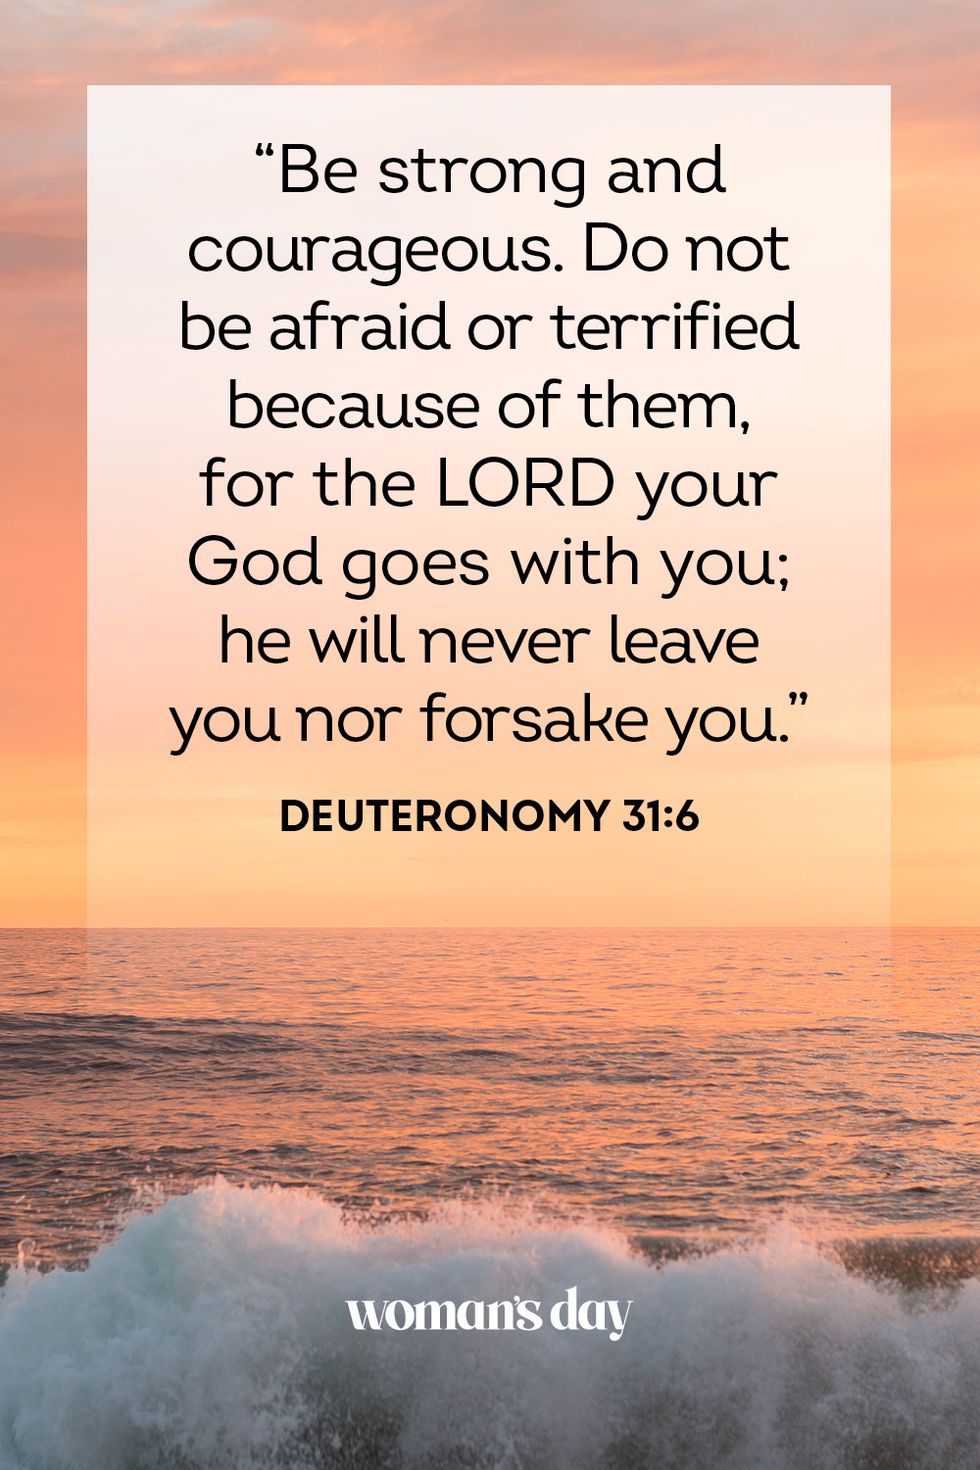 “Be strong and
courageous. Do not
be afraid or terrified
because of them,
for the LORD your
God goes with you;
he will never leave
you nor forsake you.”
DEUTERONOMY 31:6
woman’s day